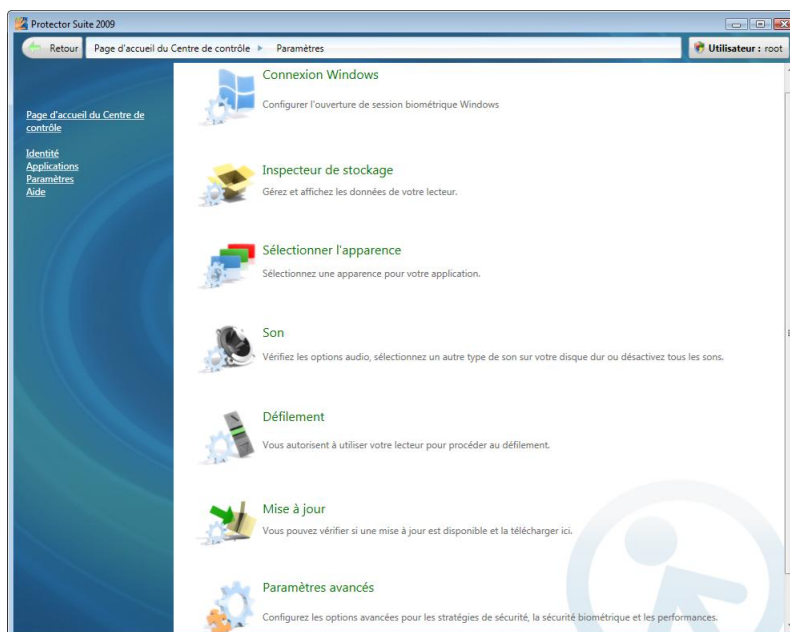 Protector Suite 2009
Retour
Page d'accueil du Centre de contrôle ▸ Paramètres
Utilisateur : root
Page d'accueil du Centre de
contrôle
Identité
Applications
Paramètres
Aide
Connexion Windows
Configurer l'ouverture de session biométrique Windows
Inspecteur de stockage
Gérez et affichez les données de votre lecteur.
Sélectionner l'apparence
Sélectionnez une apparence pour votre application.
Son
Vérifiez les options audio, sélectionnez un autre type de son sur votre disque dur ou désactivez tous les sons.
Défilement
Vous autorisent à utiliser votre lecteur pour procéder au défilement.
Mise à jour
Vous pouvez vérifier si une mise à jour est disponible et la télécharger ici.
Paramètres avancés
Configurez les options avancées pour les stratégies de sécurité, la sécurité biométrique et les performances.